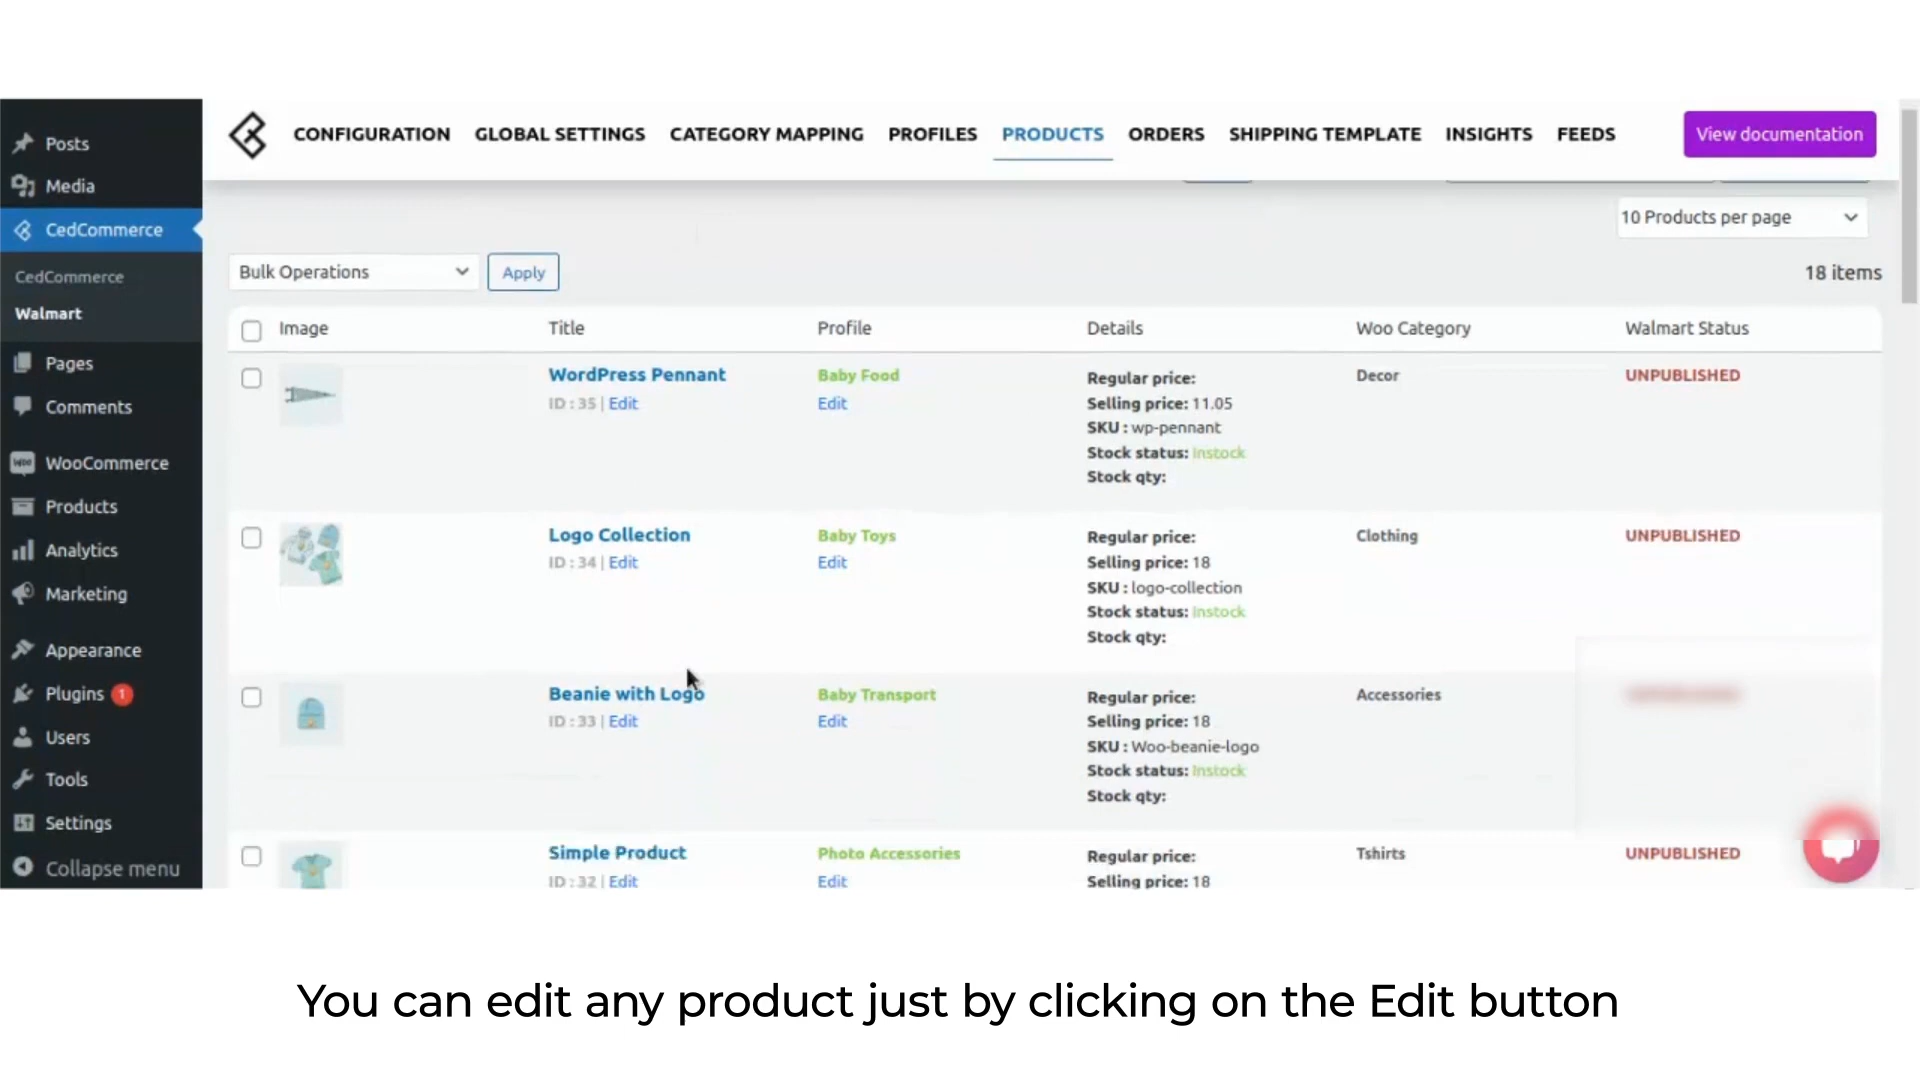 CONFIGURATION GLOBAL SETTINGS CATEGORY MAPPING PROFILES PRODUCTS ORDERS SHIPPING TEMPLATE INSIGHTS FEEDS View documentation
Posts
Media
CedCommerce
CedCommerce
Walmart
Pages
Comments
WooCommerce
Products
Analytics
Marketing
Appearance
Plugins 1
Users
Tools
Settings
Collapse menu
10 Products per page
Bulk Operations Apply 18 items
Image Title Profile Details Woo Category Walmart Status
WordPress Pennant
ID : 35 | Edit
Baby Food
Edit
Regular price:
Selling price: 11.05
SKU : wp-pennant
Stock status: Instock
Stock qty:
Decor
UNPUBLISHED
Logo Collection
ID : 34 | Edit
Baby Toys
Edit
Regular price:
Selling price: 18
SKU : logo-collection
Stock status: Instock
Stock qty:
Clothing
UNPUBLISHED
Beanie with Logo
ID : 33 | Edit
Baby Transport
Edit
Regular price:
Selling price: 18
SKU : Woo-beanie-logo
Stock status: Instock
Stock qty:
Accessories
Simple Product
ID : 32 | Edit
Photo Accessories
Edit
Regular price:
Selling price: 18
Tshirts
UNPUBLISHED
You can edit any product just by clicking on the Edit button